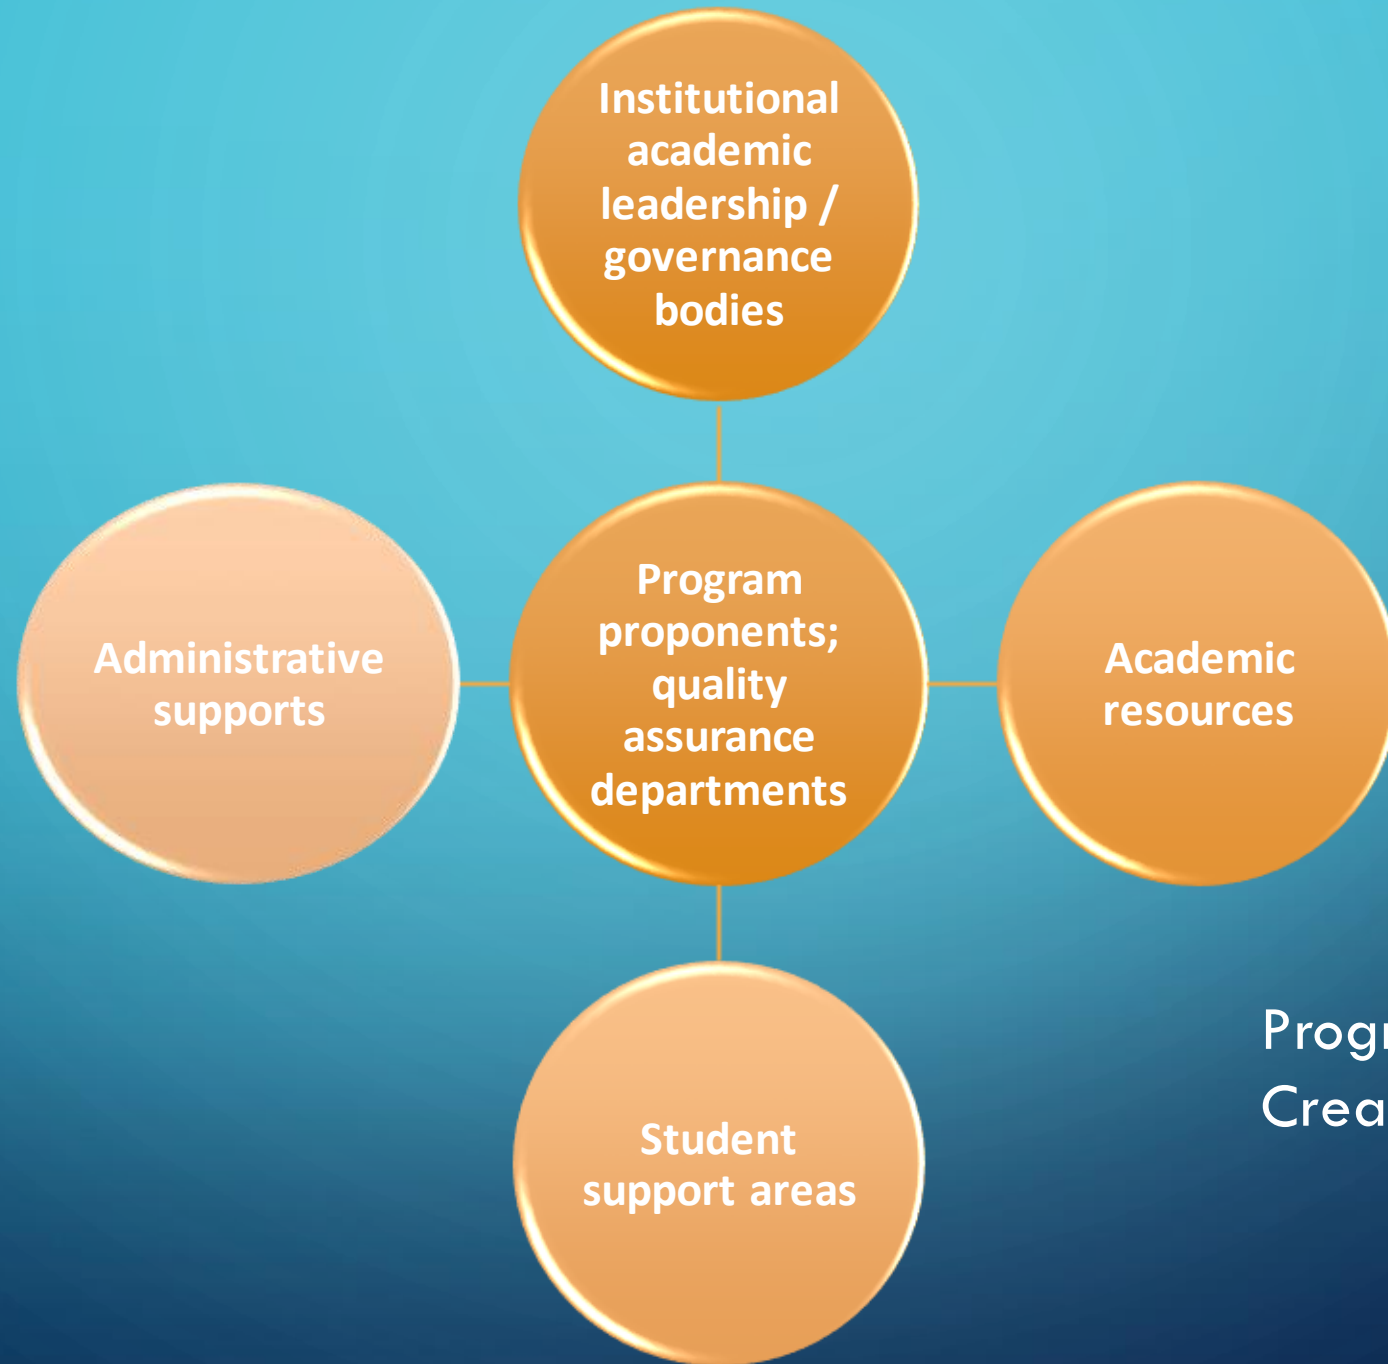 Institutional
academic
leadership /
governance
bodies
Administrative
supports
Program
proponents;
quality
assurance
departments
Academic
resources
Student
support areas